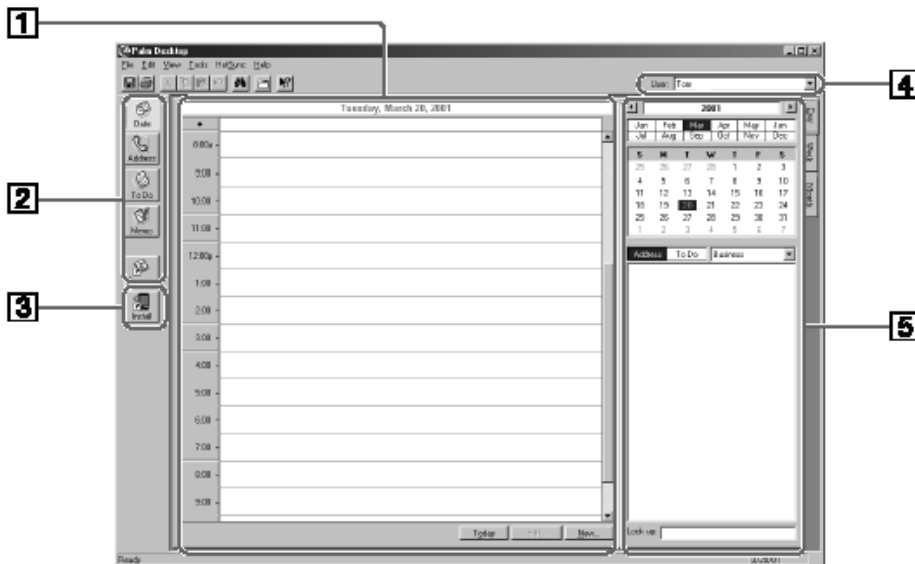 1
Palm Desktop
File Edit View Tools HotSync Help
User: Tom
4
Tuesday, March 20, 2001
2001
Jan Feb Mar Apr May Jun
Jul Aug Sep Oct Nov Dec
Day
Week
Month
S M T W T F S
25 26 27 28 1 2 3
4 5 6 7 8 9 10
11 12 13 14 15 16 17
18 19 20 21 22 23 24
25 26 27 28 29 30 31
1 2 3 4 5 6 7
Date
Address
To Do
Memo
2
Install
3
8:00a
9:00
10:00
11:00
12:00p
1:00
2:00
3:00
4:00
5:00
6:00
7:00
8:00
9:00
Address To Do Business
5
Today
New...
Look up:
Ready